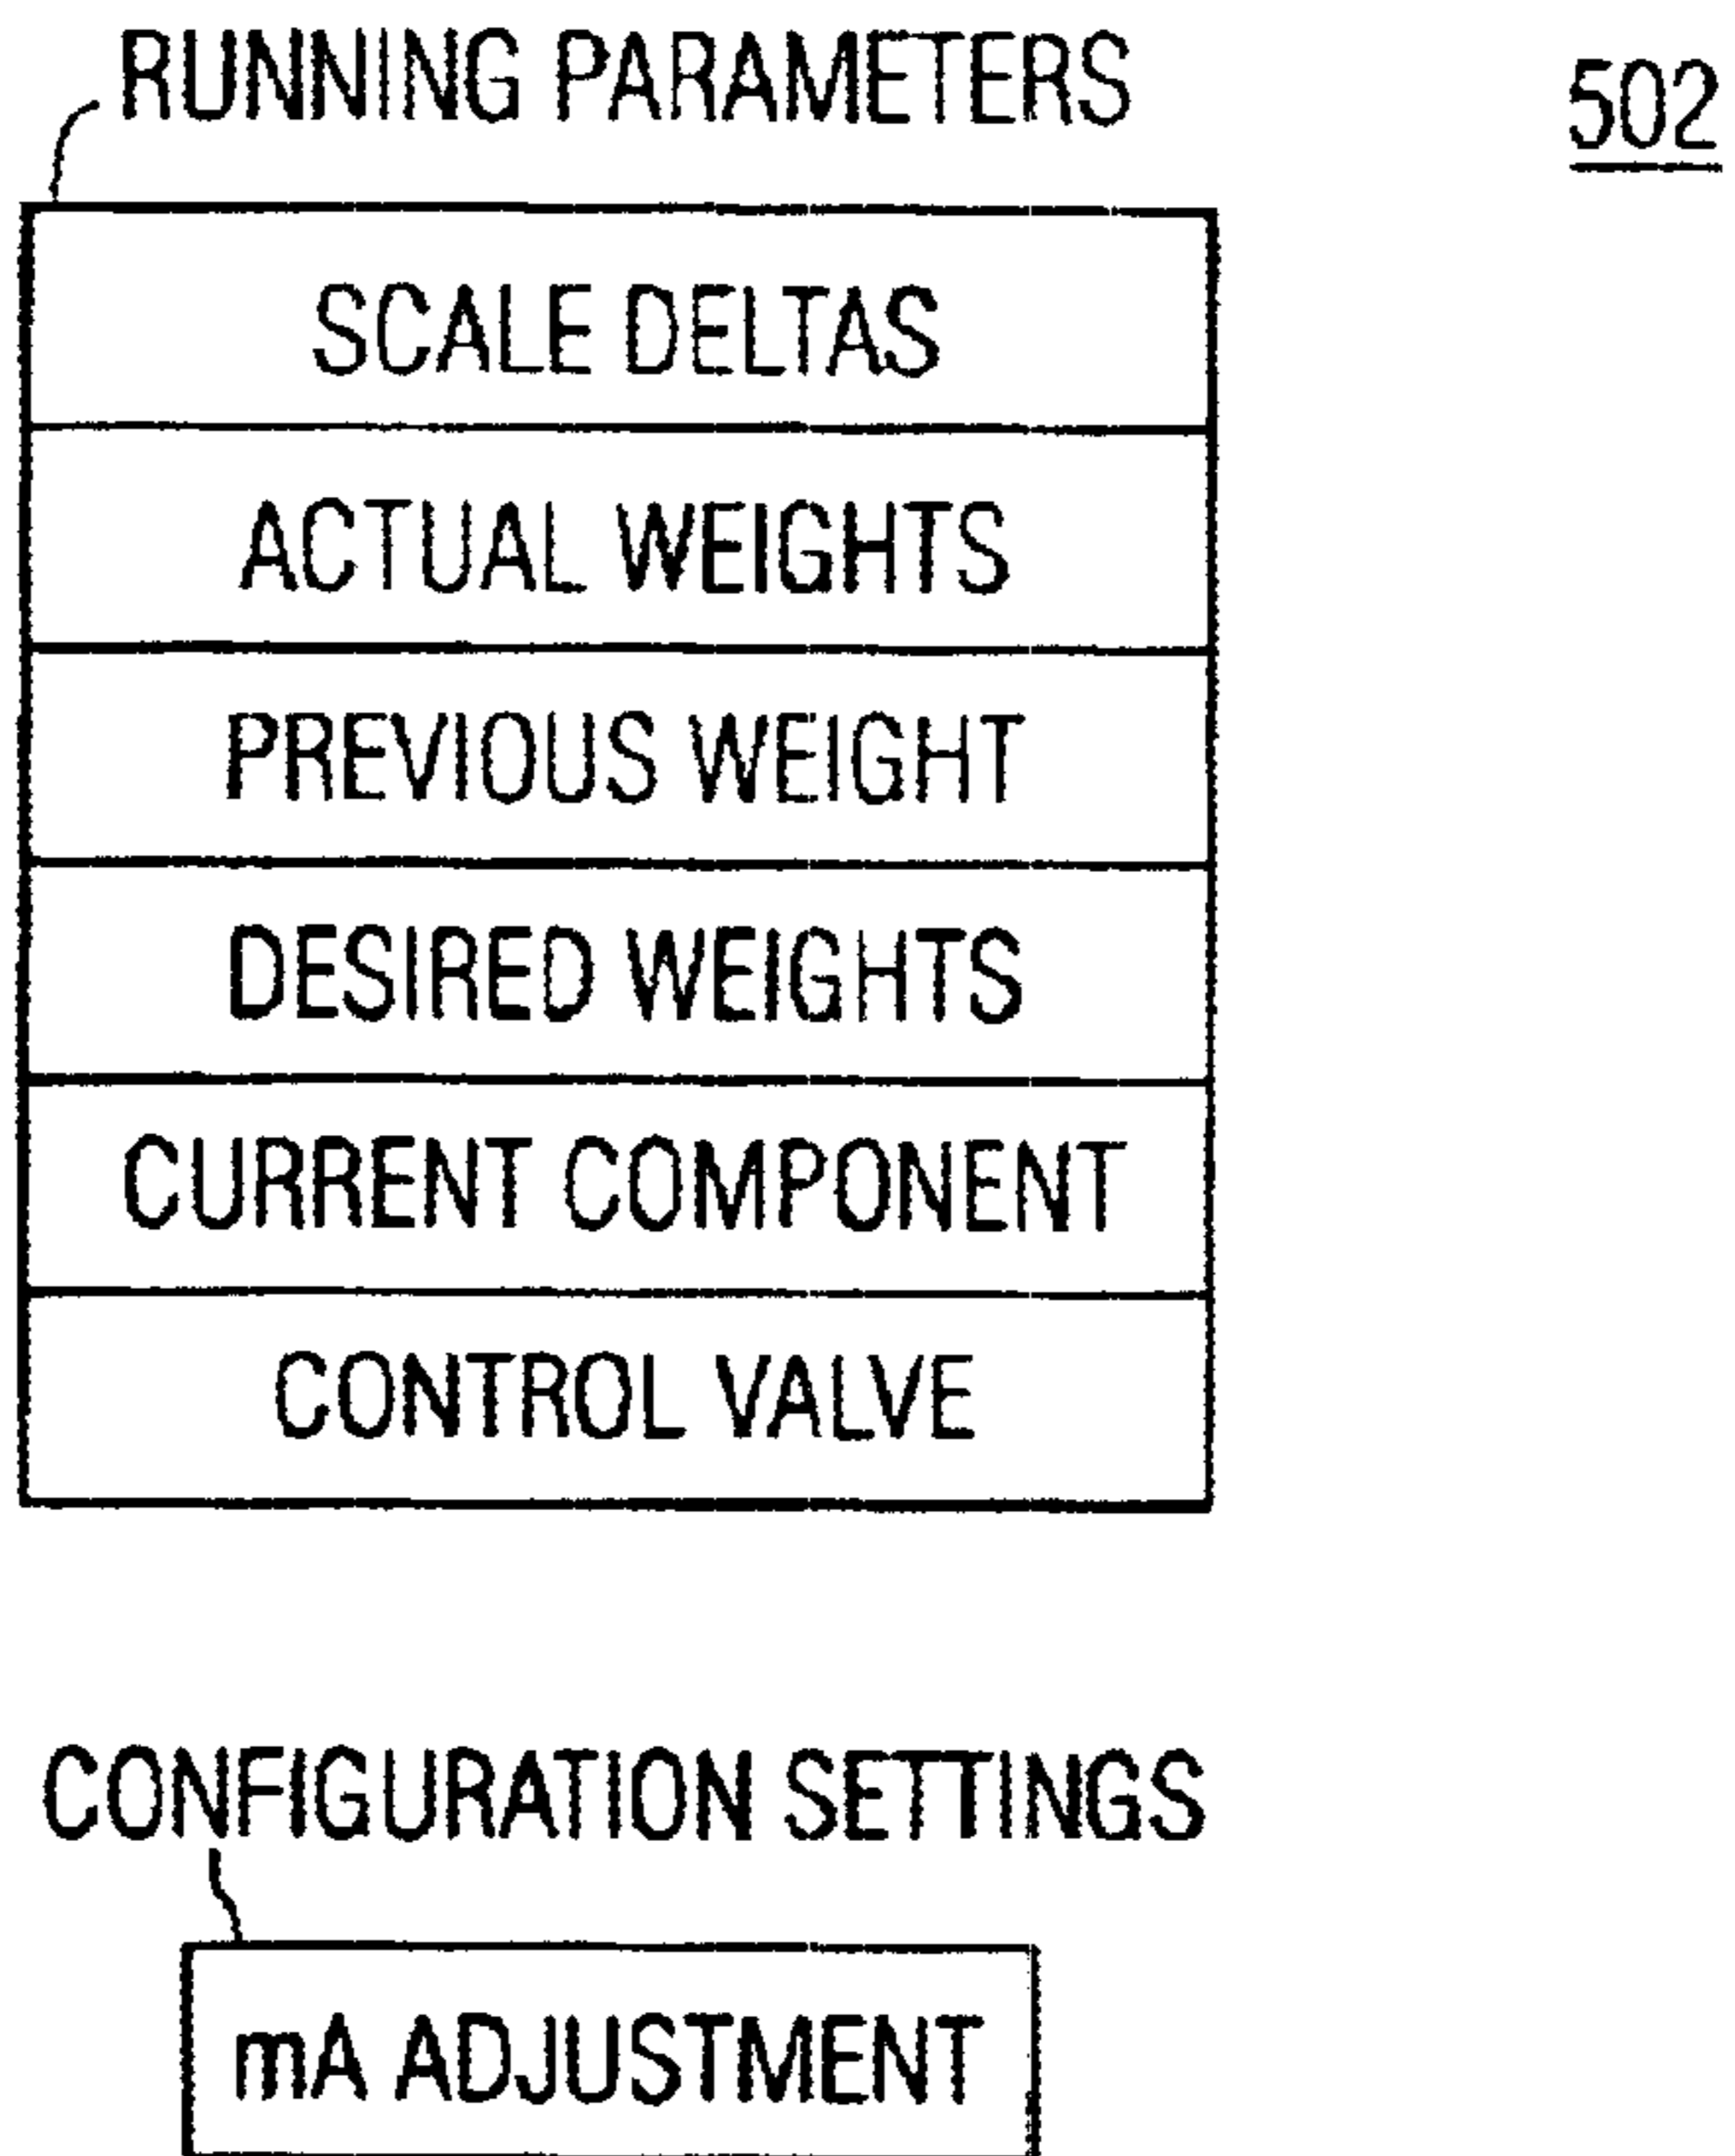 RUNNING PARAMETERS
502
SCALE DELTAS
ACTUAL WEIGHTS
PREVIOUS WEIGHT
DESIRED WEIGHTS
CURRENT COMPONENT
CONTROL VALVE
CONFIGURATION SETTINGS
mA ADJUSTMENT